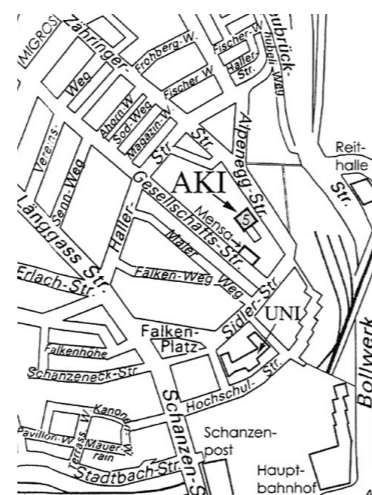 Zähringer-
(MIGROS)
Frohberg-W.
Fischer-W
Haller-
Str.
Fischer W
Weg
Ahorn-W
Sod-Weg
Magazin-W
Vereins-
Senn-Weg
Str.
Str.
Alpenegg-Str.
Reit-
halle
Str.
AKI
Gesellschafts-Str.
Mensa
Länggass Str.
Haller-
Maler
Weg
Falken-Weg
Erlach-Str.
Sidler-Str.
UNI
Bollwerk
Falken-
Platz
Falkenhöhe
Schanzeneck-Str
Hochschul-Str.
Kanone
Schanzen-S
Pavillon-W.
Terrass
Mauer-
rain
Stadtbach-Str.
Schanzen-
post
Haupt-
bahnhof